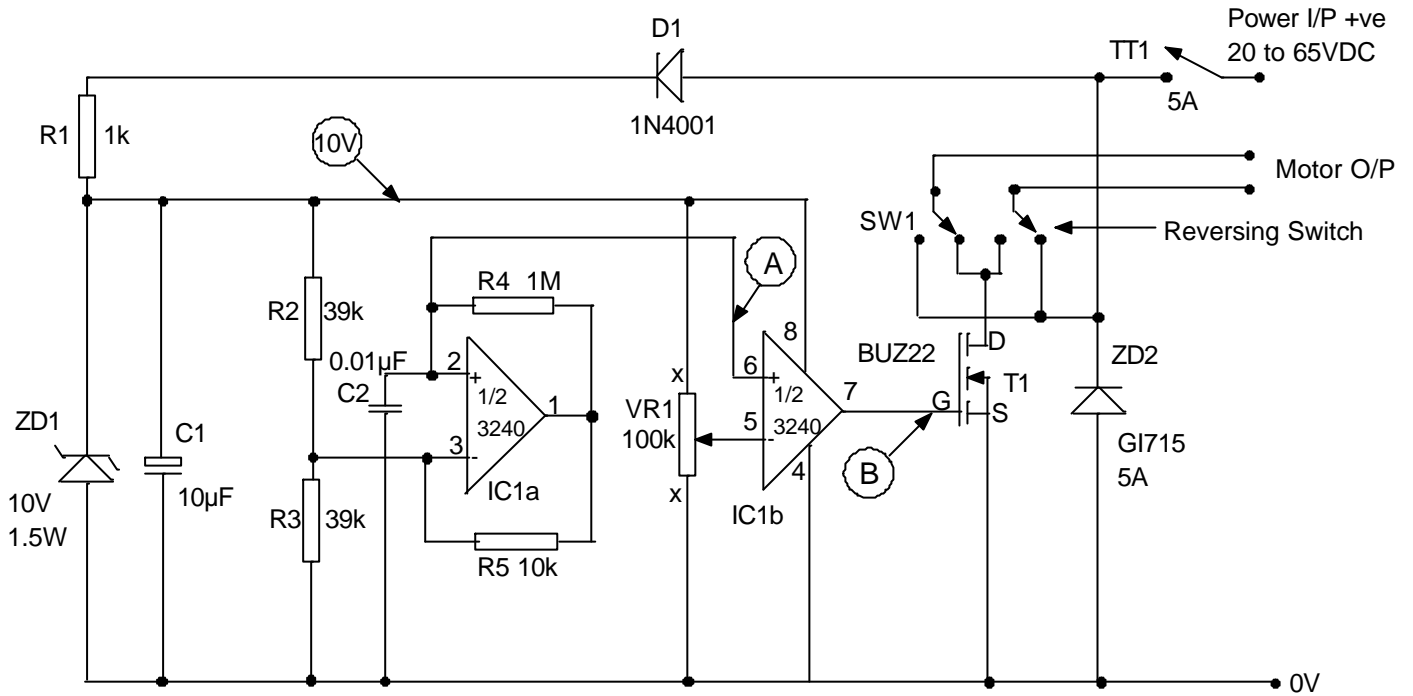 Power I/P +ve
20 to 65VDC
D1
TT1
5A
1N4001
R1 1k
10V
Motor O/P
SW1
Reversing Switch
A
R4 1M
R2 39k
8
BUZ22
D
ZD2
0.01µF
2
+
6
+
T1
C2
1/2
1
VR1
1/2
7
G
S
3240
100k
5
3240
ZD1
C1
3
-
-
4
GI715
5A
x
x
B
10V
1.5W
10µF
R3 39k
IC1a
IC1b
R5 10k
0V